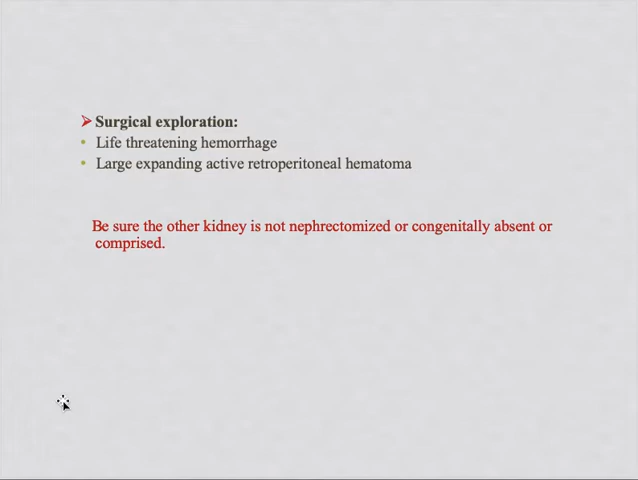 Surgical exploration:
Life threatening hemorrhage
Large expanding active retroperitoneal hematoma
Be sure the other kidney is not nephrectomized or congenitally absent or
comprised.